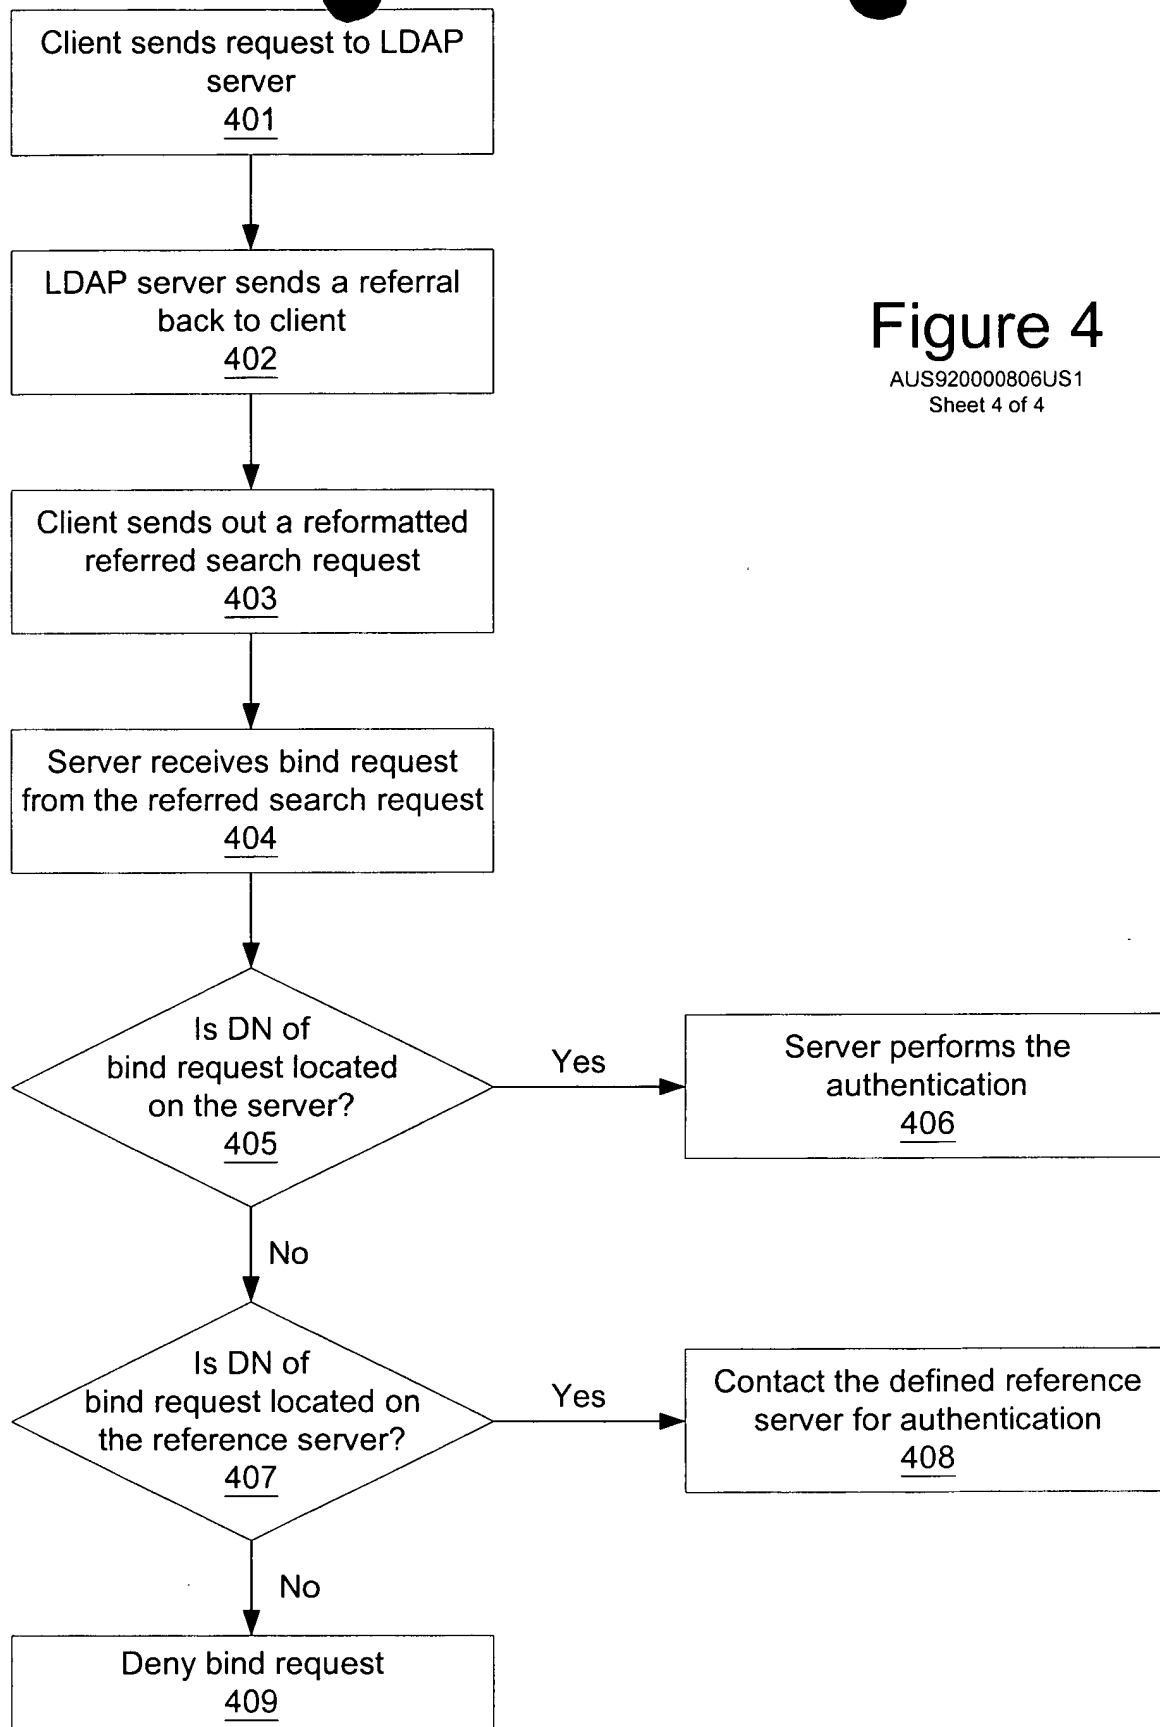 Client sends request to LDAP
server
401
LDAP server sends a referral
back to client
402
Figure 4
AUS920000806US1
Sheet 4 of 4
Client sends out a reformatted
referred search request
403
Server receives bind request
from the referred search request
404
Is DN of
bind request located
on the server?
405
Yes
Server performs the
authentication
406
No
Is DN of
bind request located on
the reference server?
407
Yes
Contact the defined reference
server for authentication
408
No
Deny bind request
409